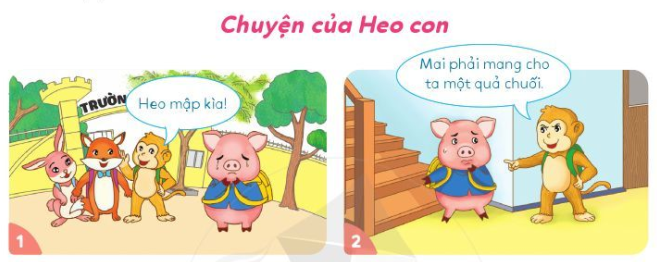 Chuyện của Heo con
TRƯỜN
Heo mập kìa!
Mai phải mang cho
ta một quả chuối.
1
2